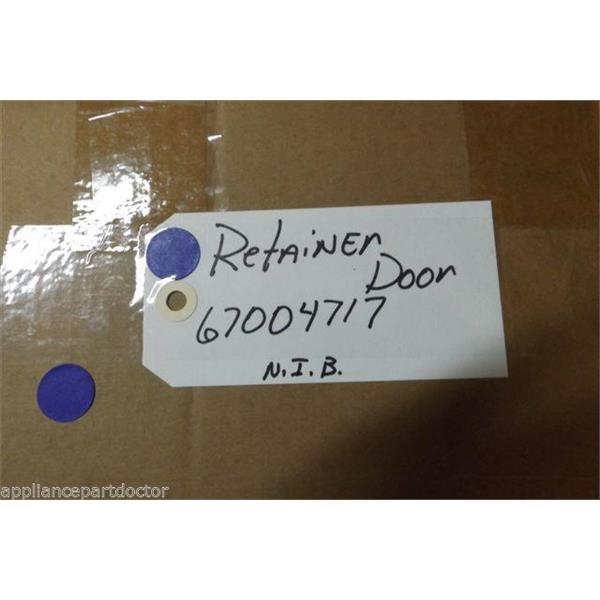 Retainer
Door
67004717
N.I.B.
appliancepartdoctor